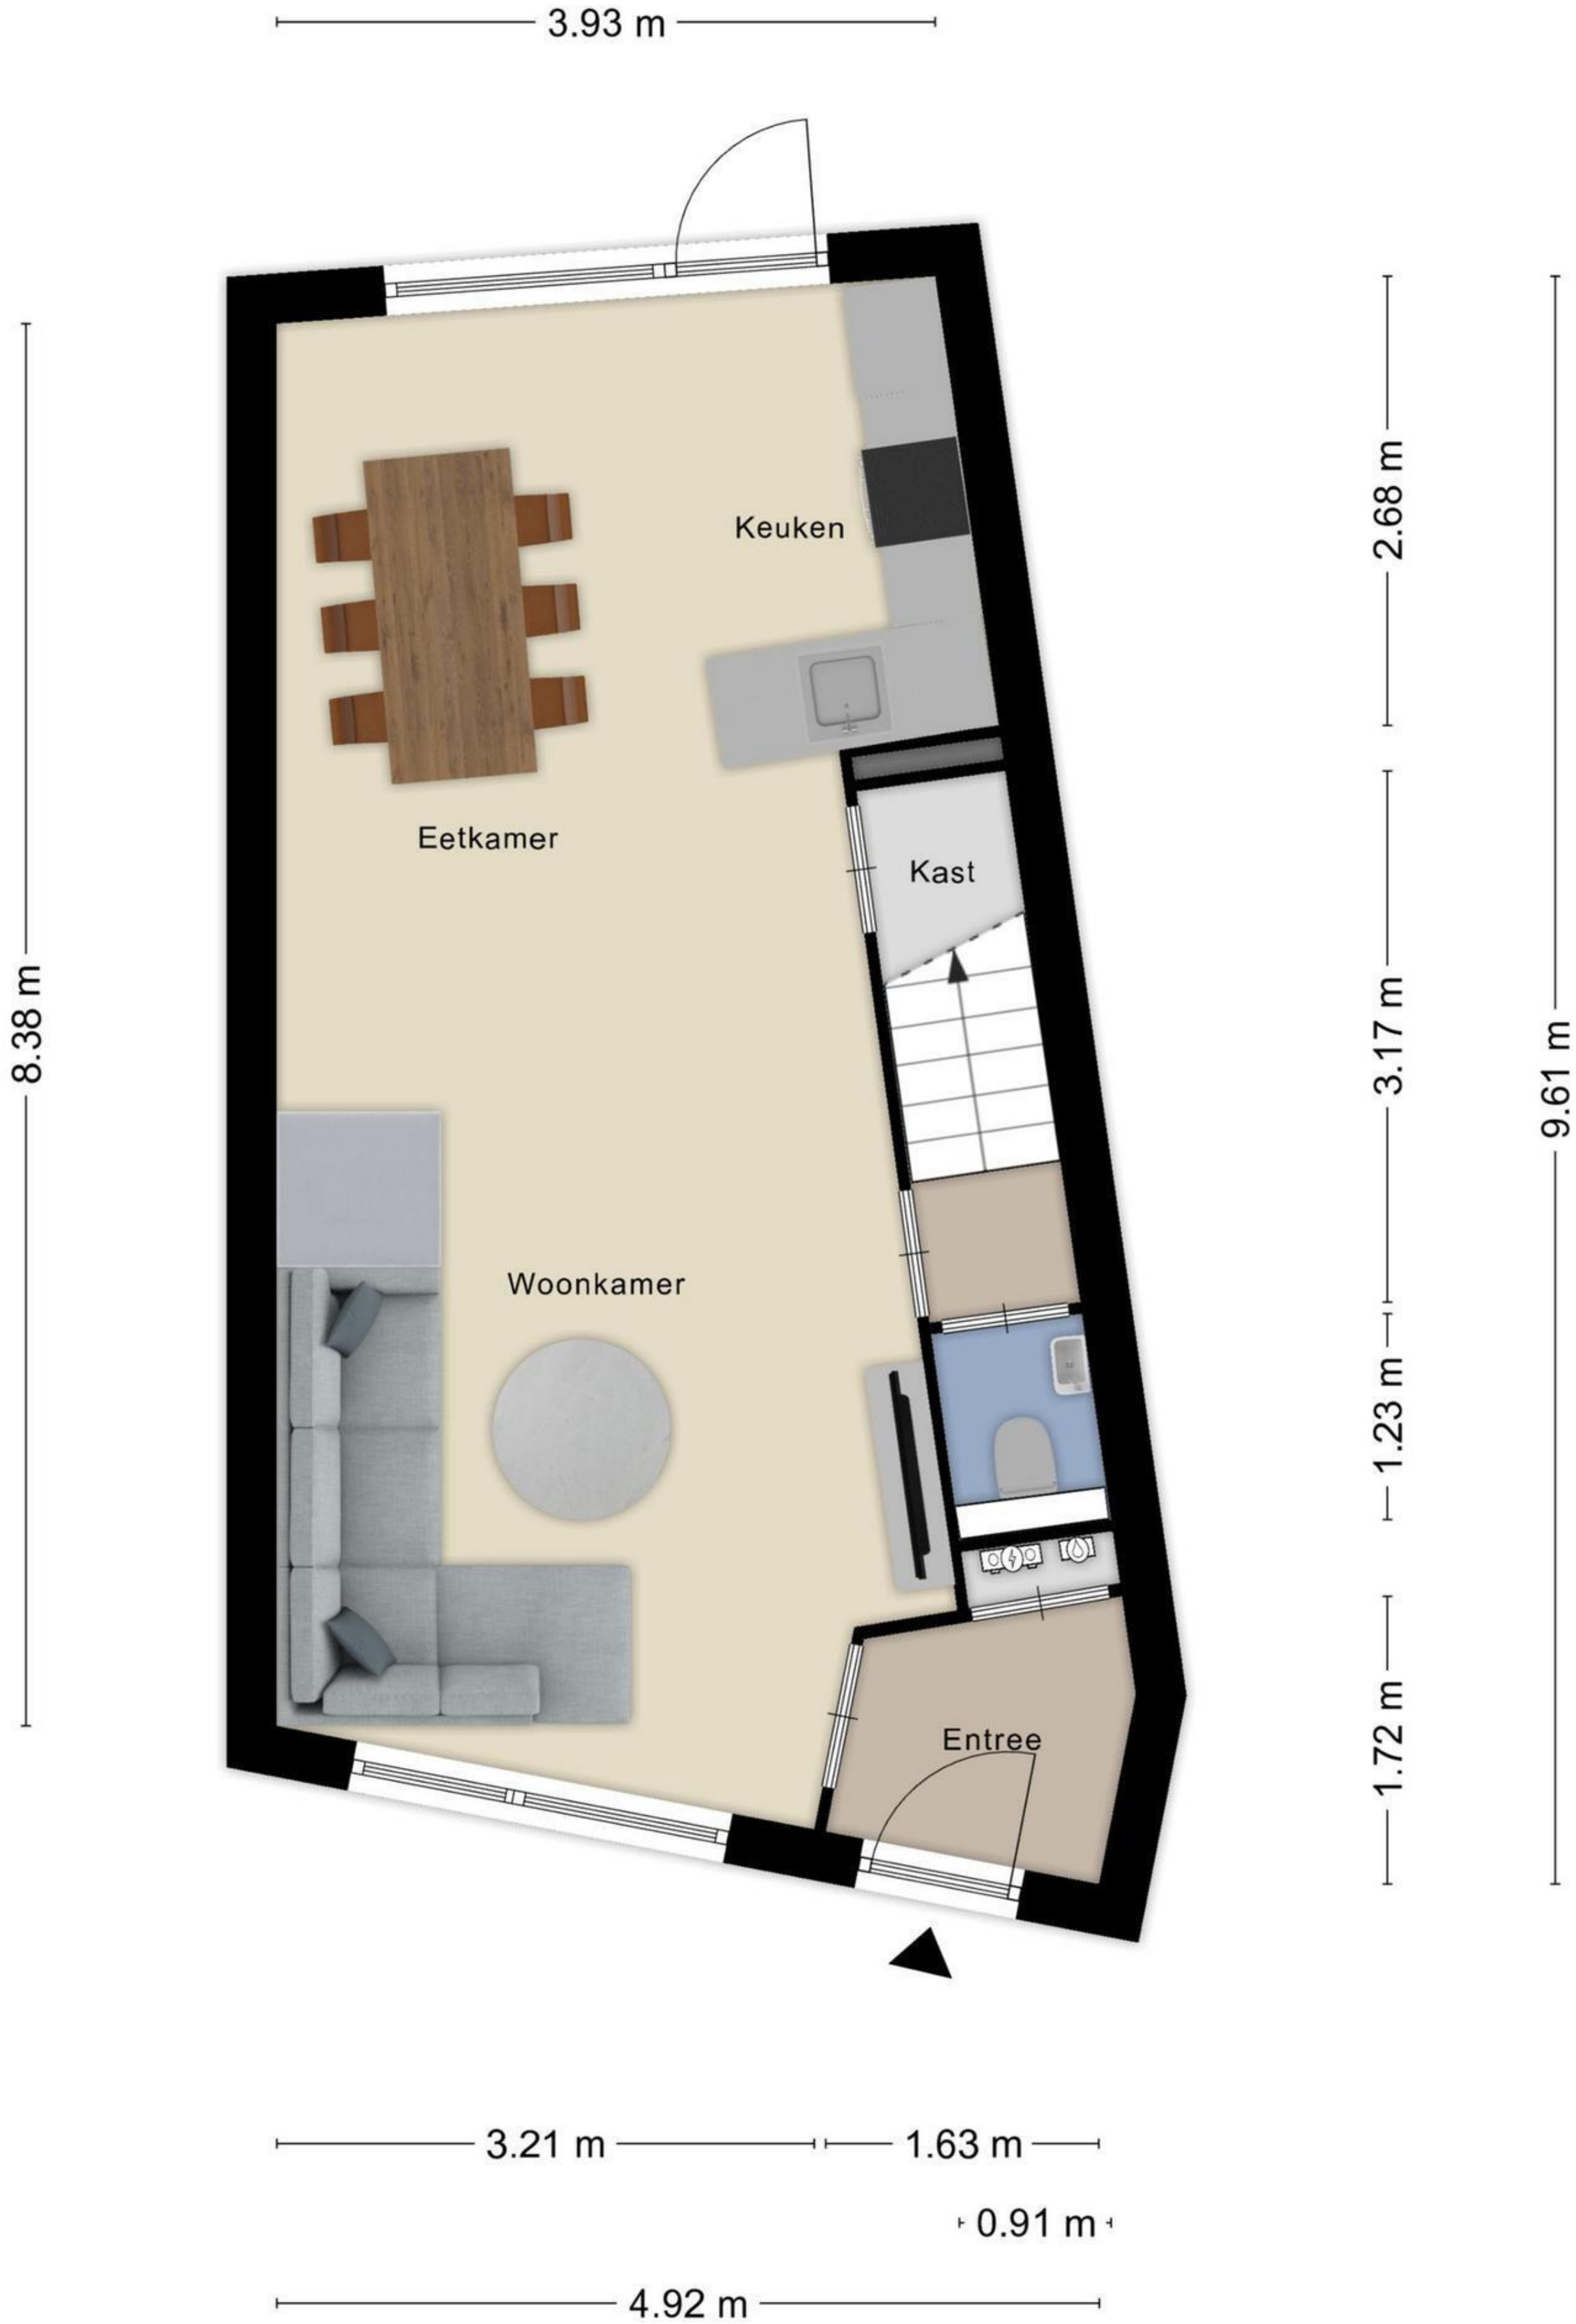 3.93 m
Keuken
2.68 m
Eetkamer
Kast
8.38 m
3.17 m
9.61 m
Woonkamer
1.23 m
Entree
1.72 m
3.21 m
1.63 m
0.91 m
4.92 m